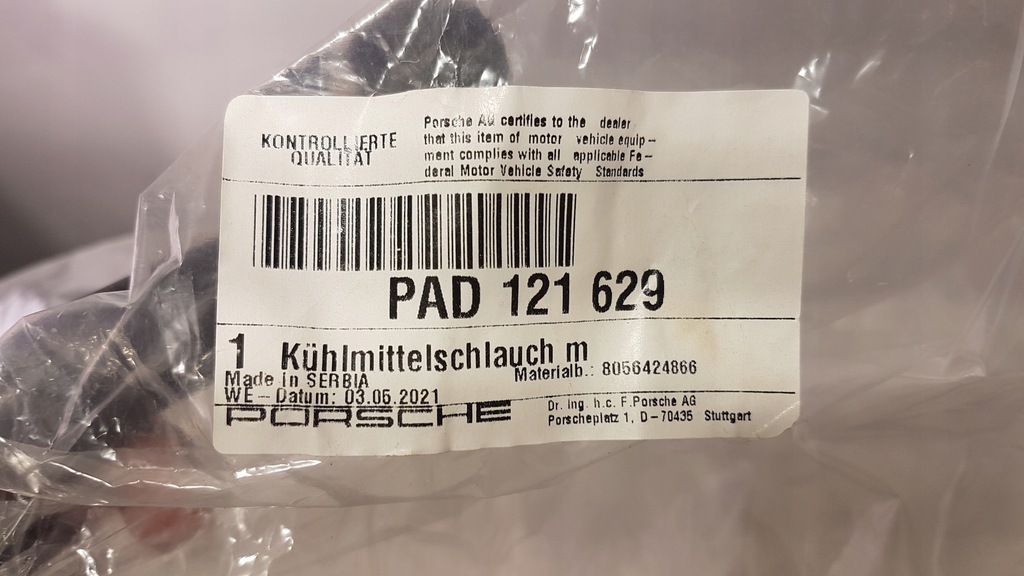 KONTROLLIERTE
QUALITÄT
Porsche AG certifies to the dealer
that this item of motor vehicle equip-
ment complies with all applicable Fe-
deral Motor Vehicle Safety Standards
PAD 121 629
1 Kühlmittelschlauch m
Materialb.: 8056424866
Made in SERBIA
WE-Datum: 03.05.2021
PORSCHE
Dr. ing. h.c. F.Porsche AG
Porscheplatz 1, D-70435 Stuttgart